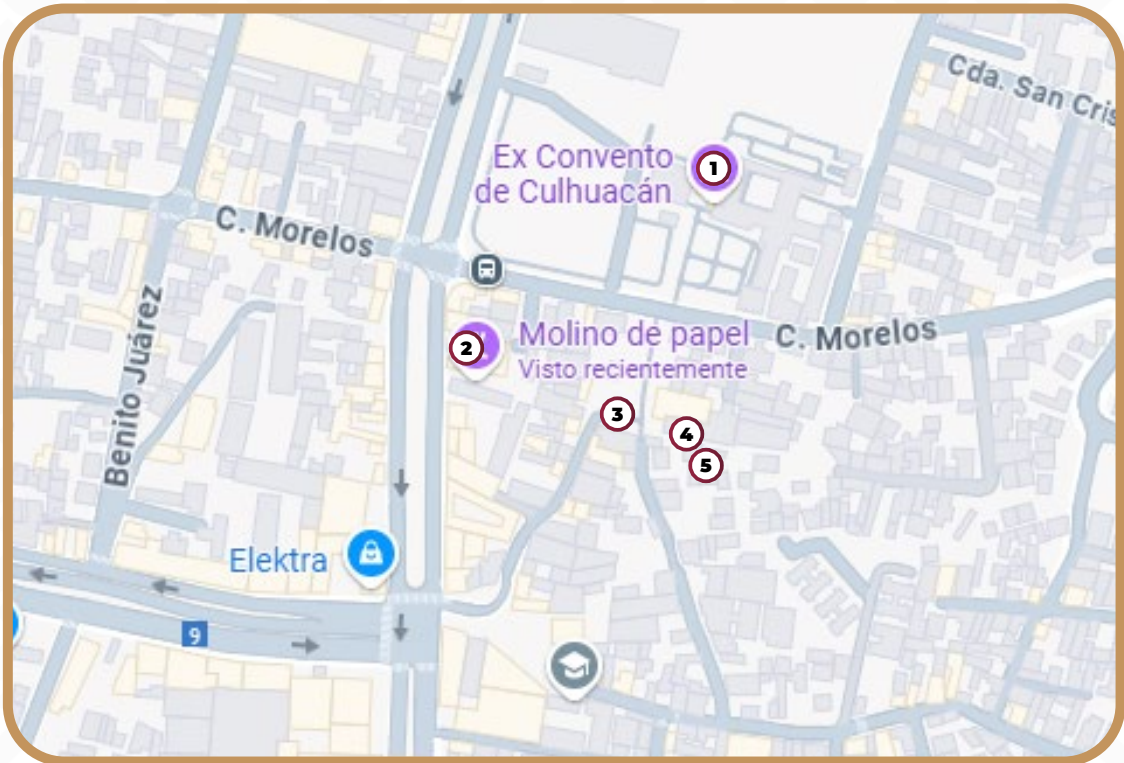 Cda. San Cris
Ex Convento
de Culhuacán
1
C. Morelos
Benito Juárez
2
Molino de papel
Visto recientemente
C. Morelos
3
4
5
Elektra
9